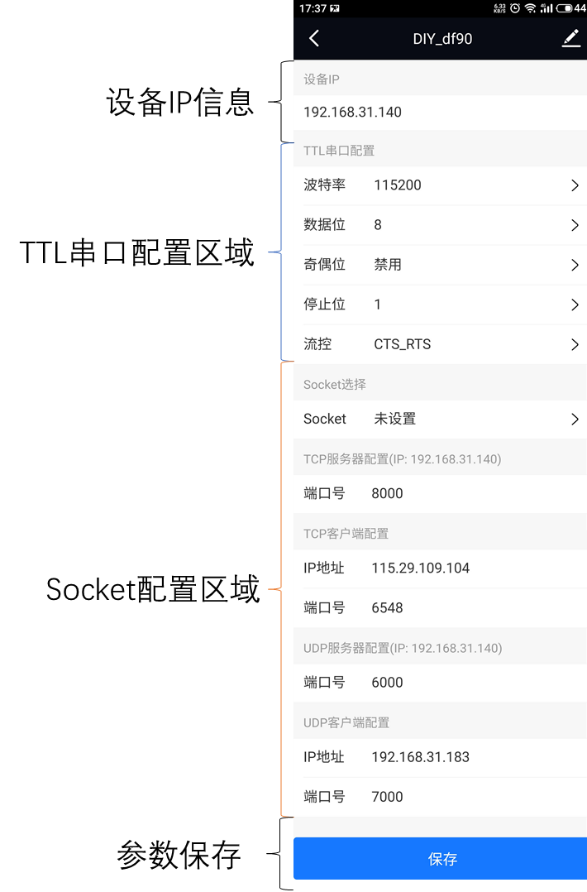 17:37
6.33 KB/S 44
DIY_df90
设备IP信息
设备IP
192.168.31.140
TTL串口配置区域
TTL串口配置
波特率 115200
数据位 8
奇偶位 禁用
停止位 1
流控 CTS_RTS
Socket配置区域
Socket选择
Socket 未设置
TCP服务器配置(IP: 192.168.31.140)
端口号 8000
TCP客户端配置
IP地址 115.29.109.104
端口号 6548
UDP服务器配置(IP: 192.168.31.140)
端口号 6000
UDP客户端配置
IP地址 192.168.31.183
端口号 7000
参数保存
保存